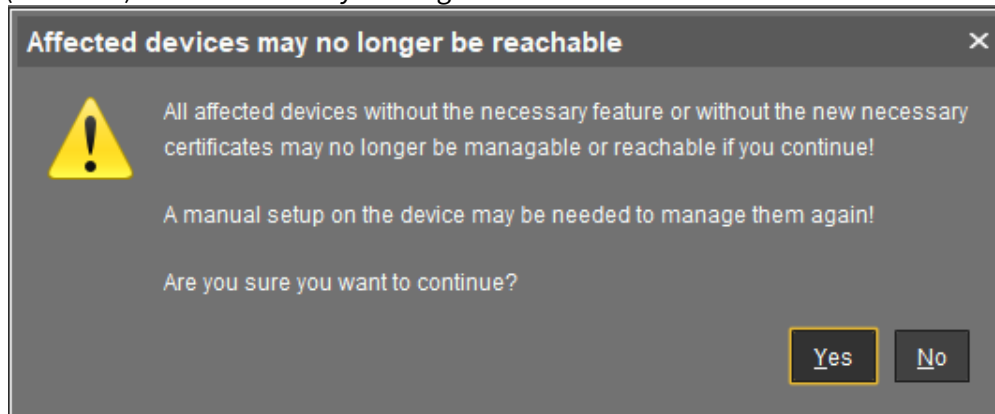 Affected devices may no longer be reachable
All affected devices without the necessary feature or without the new necessary
certificates may no longer be managable or reachable if you continue!
A manual setup on the device may be needed to manage them again!
Are you sure you want to continue?
Yes No